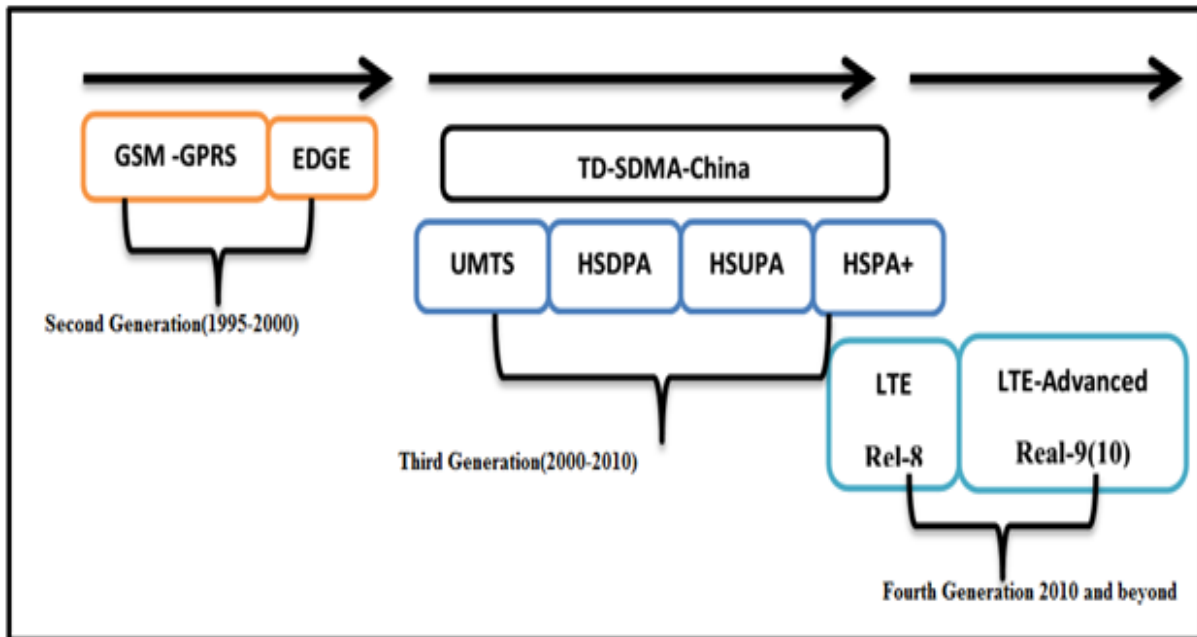 GSM -GPRS
EDGE
TD-SDMA-China
UMTS
HSDPA
HSUPA
HSPA+
Second Generation(1995-2000)
LTE
LTE-Advanced
Rel-8
Real-9(10)
Third Generation(2000-2010)
Fourth Generation 2010 and beyond